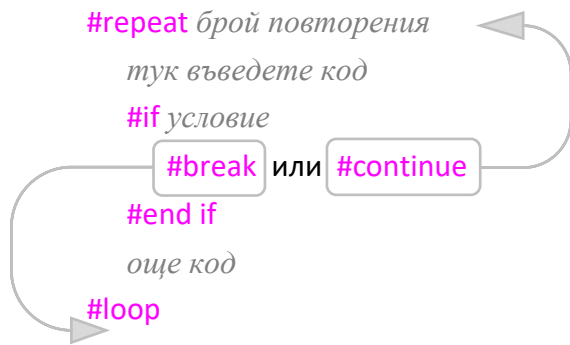 #repeat брой повторения
тук въведете код
#if условие
#break или #continue
#end if
още код
#loop